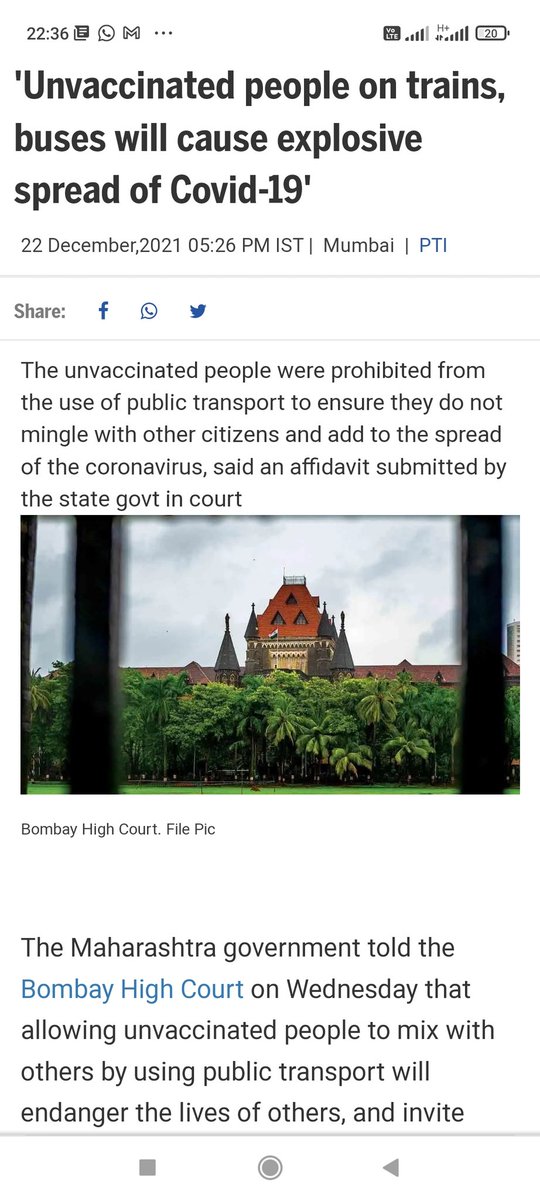 22:36 ... Vo LTE H+ 20
'Unvaccinated people on trains,
buses will cause explosive
spread of Covid-19'
22 December,2021 05:26 PM IST | Mumbai | PTI
Share:
The unvaccinated people were prohibited from
the use of public transport to ensure they do not
mingle with other citizens and add to the spread
of the coronavirus, said an affidavit submitted by
the state govt in court
Bombay High Court. File Pic
The Maharashtra government told the
Bombay High Court on Wednesday that
allowing unvaccinated people to mix with
others by using public transport will
endanger the lives of others, and invite